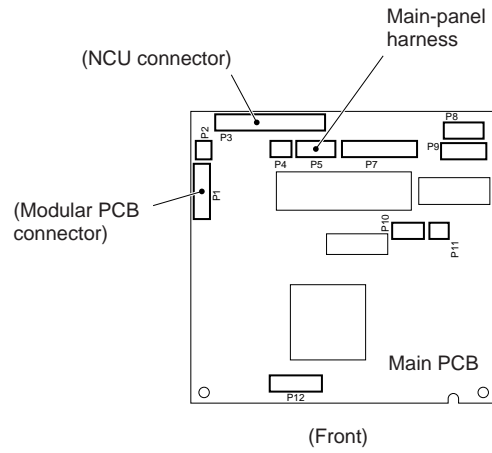 Main-panel
harness
(NCU connector)
P8
P2
P3
P9
P4
P5
P7
(Modular PCB
connector)
P1
P10
P11
Main PCB
P12
(Front)